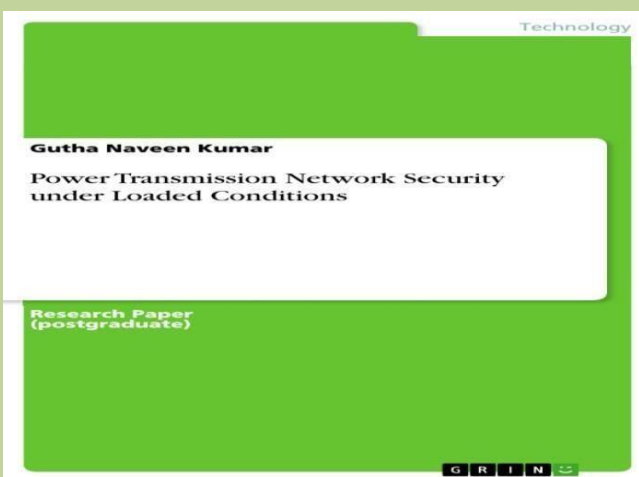 Technology
Gutha Naveen Kumar
Power Transmission Network Security
under Loaded Conditions
Research Paper
(postgraduate)
GRIN